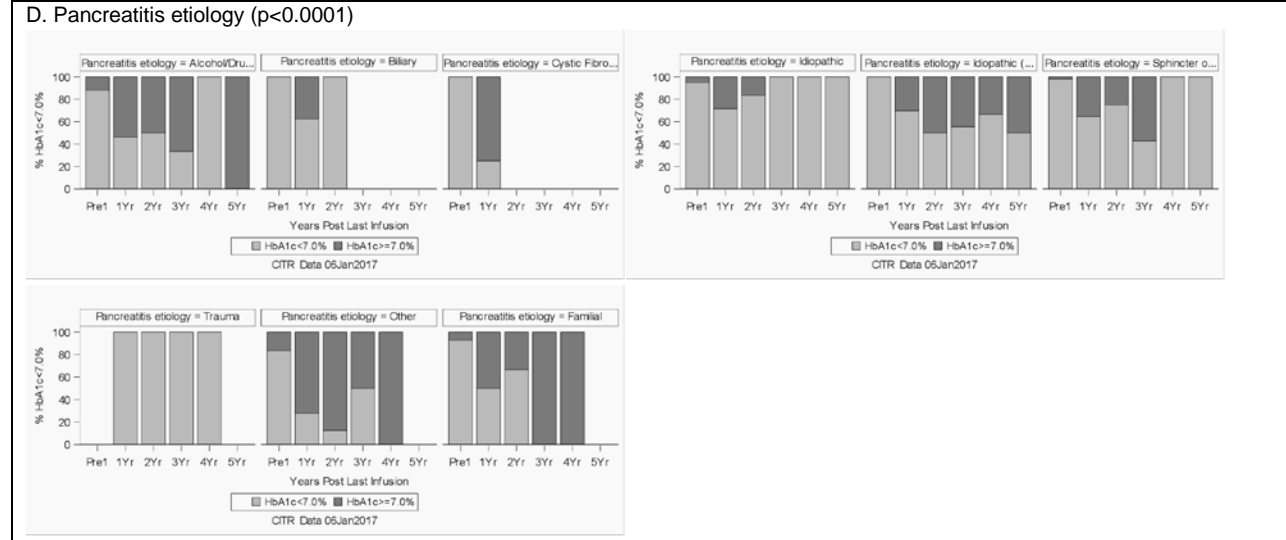 D. Pancreatitis etiology (p<0.0001)
Pancreatitis etiology = Alcohol/Dru... Pancreatitis etiology = Biliary Pancreatitis etiology = Cystic Fibro...
% HbA1c<7.0%
100
80
60
40
20
0
Pre1 1Yr 2Yr 3Yr 4Yr 5Yr Pre1 1Yr 2Yr 3Yr 4Yr 5Yr Pre1 1Yr 2Yr 3Yr 4Yr 5Yr
Years Post Last Infusion
HbA1c<7.0% HbA1c>=7.0%
CITR Data 06Jan2017
Pancreatitis etiology = Idiopathic Pancreatitis etiology = Idiopathic (... Pancreatitis etiology = Sphincter o...
% HbA1c<7.0%
100
80
60
40
20
0
Pre1 1Yr 2Yr 3Yr 4Yr 5Yr Pre1 1Yr 2Yr 3Yr 4Yr 5Yr Pre1 1Yr 2Yr 3Yr 4Yr 5Yr
Years Post Last Infusion
HbA1c<7.0% HbA1c>=7.0%
CITR Data 06Jan2017
Pancreatitis etiology = Trauma Pancreatitis etiology = Other Pancreatitis etiology = Familial
% HbA1c<7.0%
100
80
60
40
20
0
Pre1 1Yr 2Yr 3Yr 4Yr 5Yr Pre1 1Yr 2Yr 3Yr 4Yr 5Yr Pre1 1Yr 2Yr 3Yr 4Yr 5Yr
Years Post Last Infusion
HbA1c<7.0% HbA1c>=7.0%
CITR Data 06Jan2017